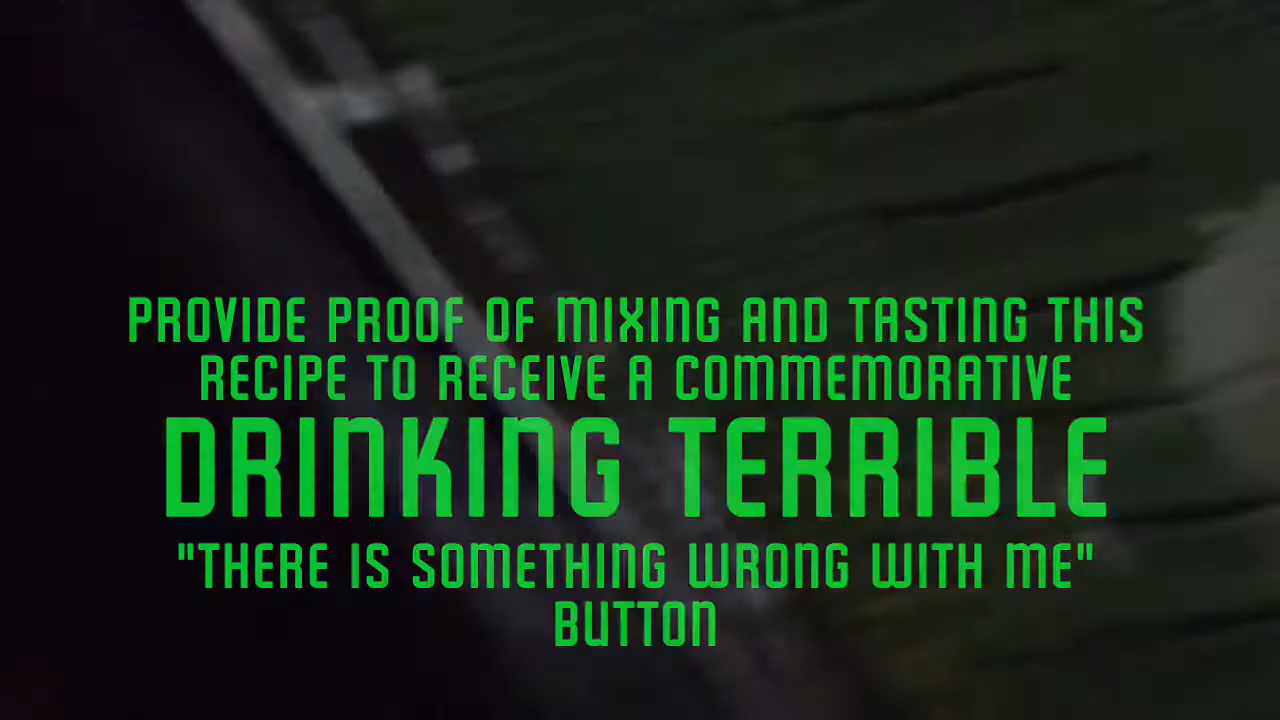 PROVIDE PROOF OF MIXING AND TASTING THIS
RECIPE TO RECEIVE A COMMEMORATIVE
DRINKING TERRIBLE
"THERE IS SOMETHING WRONG WITH ME"
BUTTON